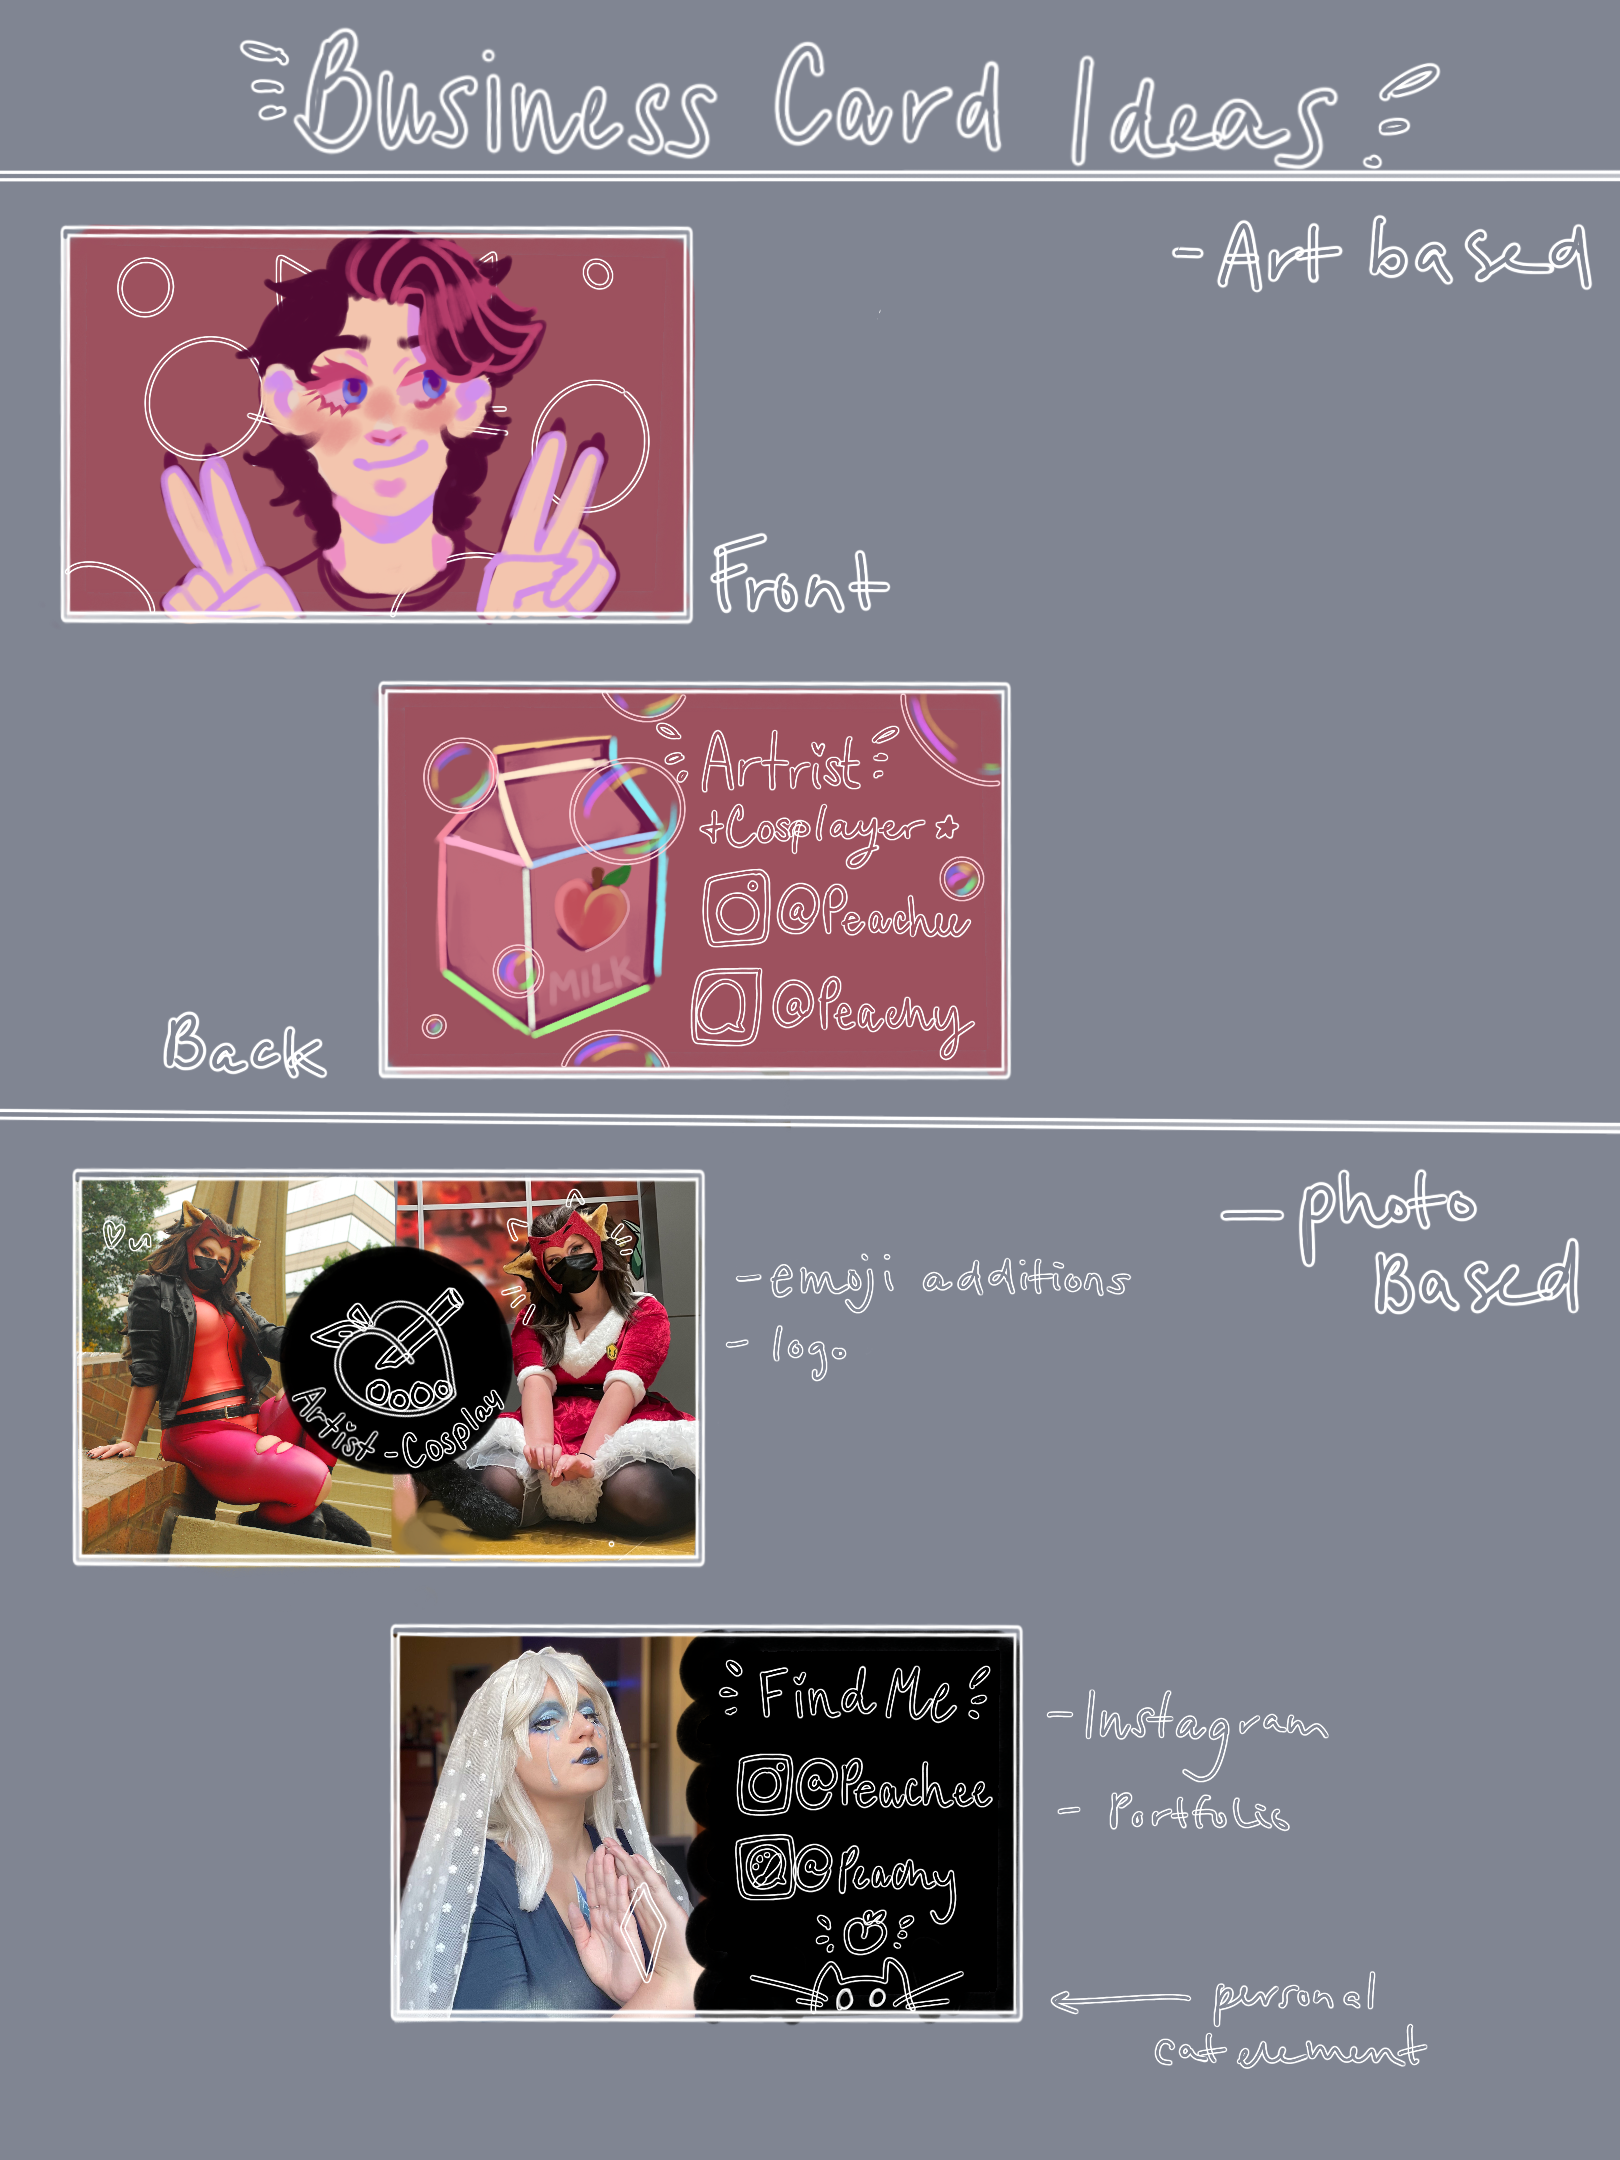 Business Card Ideas
- Art based
Front
Artrist
+Cosplayer
@Peachee
@Peachy
MILK
Back
- photo
Based
Artist - Cosplay
- emoji additions
- logo
Find Me
@Peachee
@Peachy
- Instagram
- Portfolio
personal
cat element